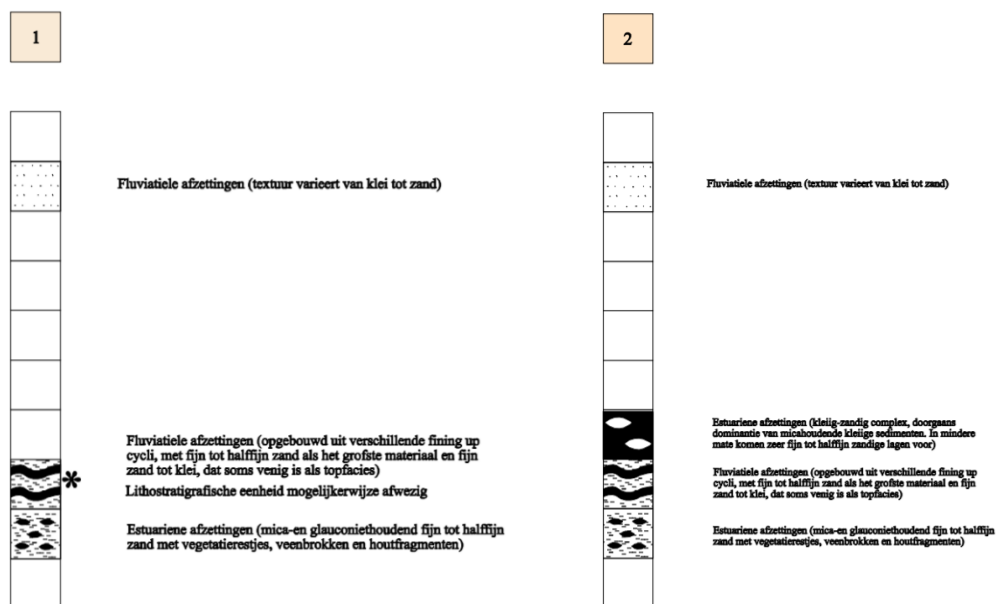 1
Fluviatiele afzettingen (textuur varieert van klei tot zand)
Fluviatiele afzettingen (opgebouwd uit verschillende fining up
cycli, met fijn tot halffijn zand als het grofste materiaal en fijn
zand tot klei, dat soms venig is als topfacies)
*
Lithostratigrafische eenheid mogelijkerwijze afwezig
Estuariene afzettingen (mica-en glauconiethoudend fijn tot halffijn
zand met vegetatierestjes, veenbrokken en houtfragmenten)
2
Fluviatiele afzettingen (textuur varieert van klei tot zand)
Estuariene afzettingen (kleiig-zandig complex, doorgaans
dominantie van micahoudende kleiige sedimenten. In mindere
mate komen zeer fijn tot halffijn zandige lagen voor)
Fluviatiele afzettingen (opgebouwd uit verschillende fining up
cycli, met fijn tot halffijn zand als het grofste materiaal en fijn
zand tot klei, dat soms venig is als topfacies)
Estuariene afzettingen (mica-en glauconiethoudend fijn tot halffijn
zand met vegetatierestjes, veenbrokken en houtfragmenten)